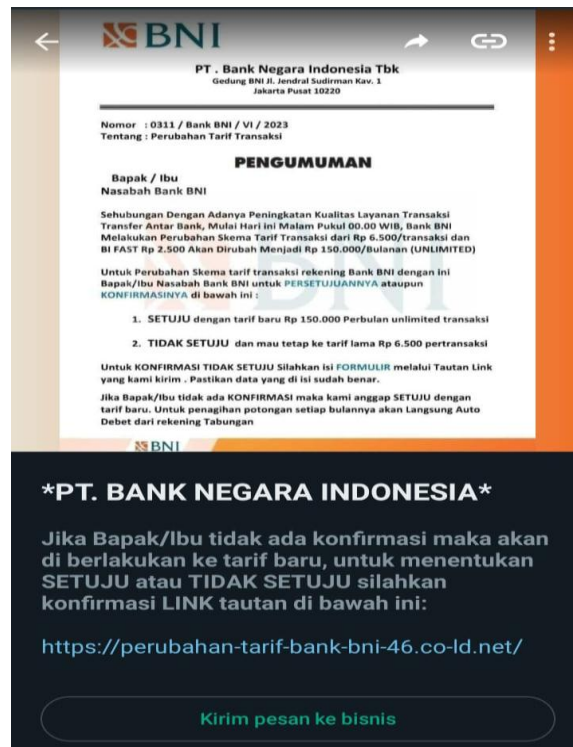 BNI
PT . Bank Negara Indonesia Tbk
Gedung BNI Jl. Jendral Sudirman Kav. 1
Jakarta Pusat 10220
Nomor : 0311 / Bank BNI / VI / 2023
Tentang : Perubahan Tarif Transaksi
PENGUMUMAN
Bapak / Ibu
Nasabah Bank BNI
Sehubungan Dengan Adanya Peningkatan Kualitas Layanan Transaksi
Transfer Antar Bank, Mulai Hari ini Malam Pukul 00.00 WIB, Bank BNI
Melakukan Perubahan Skema Tarif Transaksi dari Rp 6.500/transaksi dan
BI FAST Rp 2.500 Akan Dirubah Menjadi Rp 150.000/Bulanan (UNLIMITED)
Untuk Perubahan Skema tarif transaksi rekening Bank BNI dengan ini
Bapak/Ibu Nasabah Bank BNI untuk PERSETUJUANNYA ataupun
KONFIRMASINYA di bawah ini :
1. SETUJU dengan tarif baru Rp 150.000 Perbulan unlimited transaksi
2. TIDAK SETUJU dan mau tetap ke tarif lama Rp 6.500 pertransaksi
Untuk KONFIRMASI TIDAK SETUJU Silahkan isi FORMULIR melalui Tautan Link
yang kami kirim . Pastikan data yang di isi sudah benar.
Jika Bapak/Ibu tidak ada KONFIRMASI maka kami anggap SETUJU dengan
tarif baru. Untuk penagihan potongan setiap bulannya akan Langsung Auto
Debet dari rekening Tabungan
BNI
*PT. BANK NEGARA INDONESIA*
Jika Bapak/Ibu tidak ada konfirmasi maka akan
di berlakukan ke tarif baru, untuk menentukan
SETUJU atau TIDAK SETUJU silahkan
konfirmasi LINK tautan di bawah ini:
https://perubahan-tarif-bank-bni-46.co-ld.net/
Kirim pesan ke bisnis